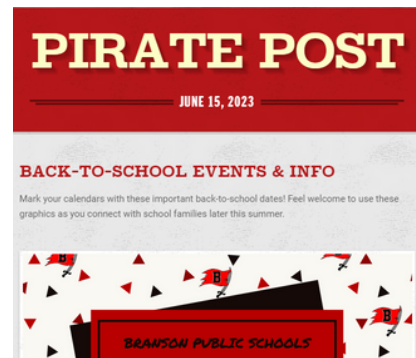 PIRATE POST
JUNE 15, 2023
BACK-TO-SCHOOL EVENTS & INFO
Mark your calendars with these important back-to-school dates! Feel welcome to use these
graphics as you connect with school families later this summer.
B
B
B
BRANSON PUBLIC SCHOOLS